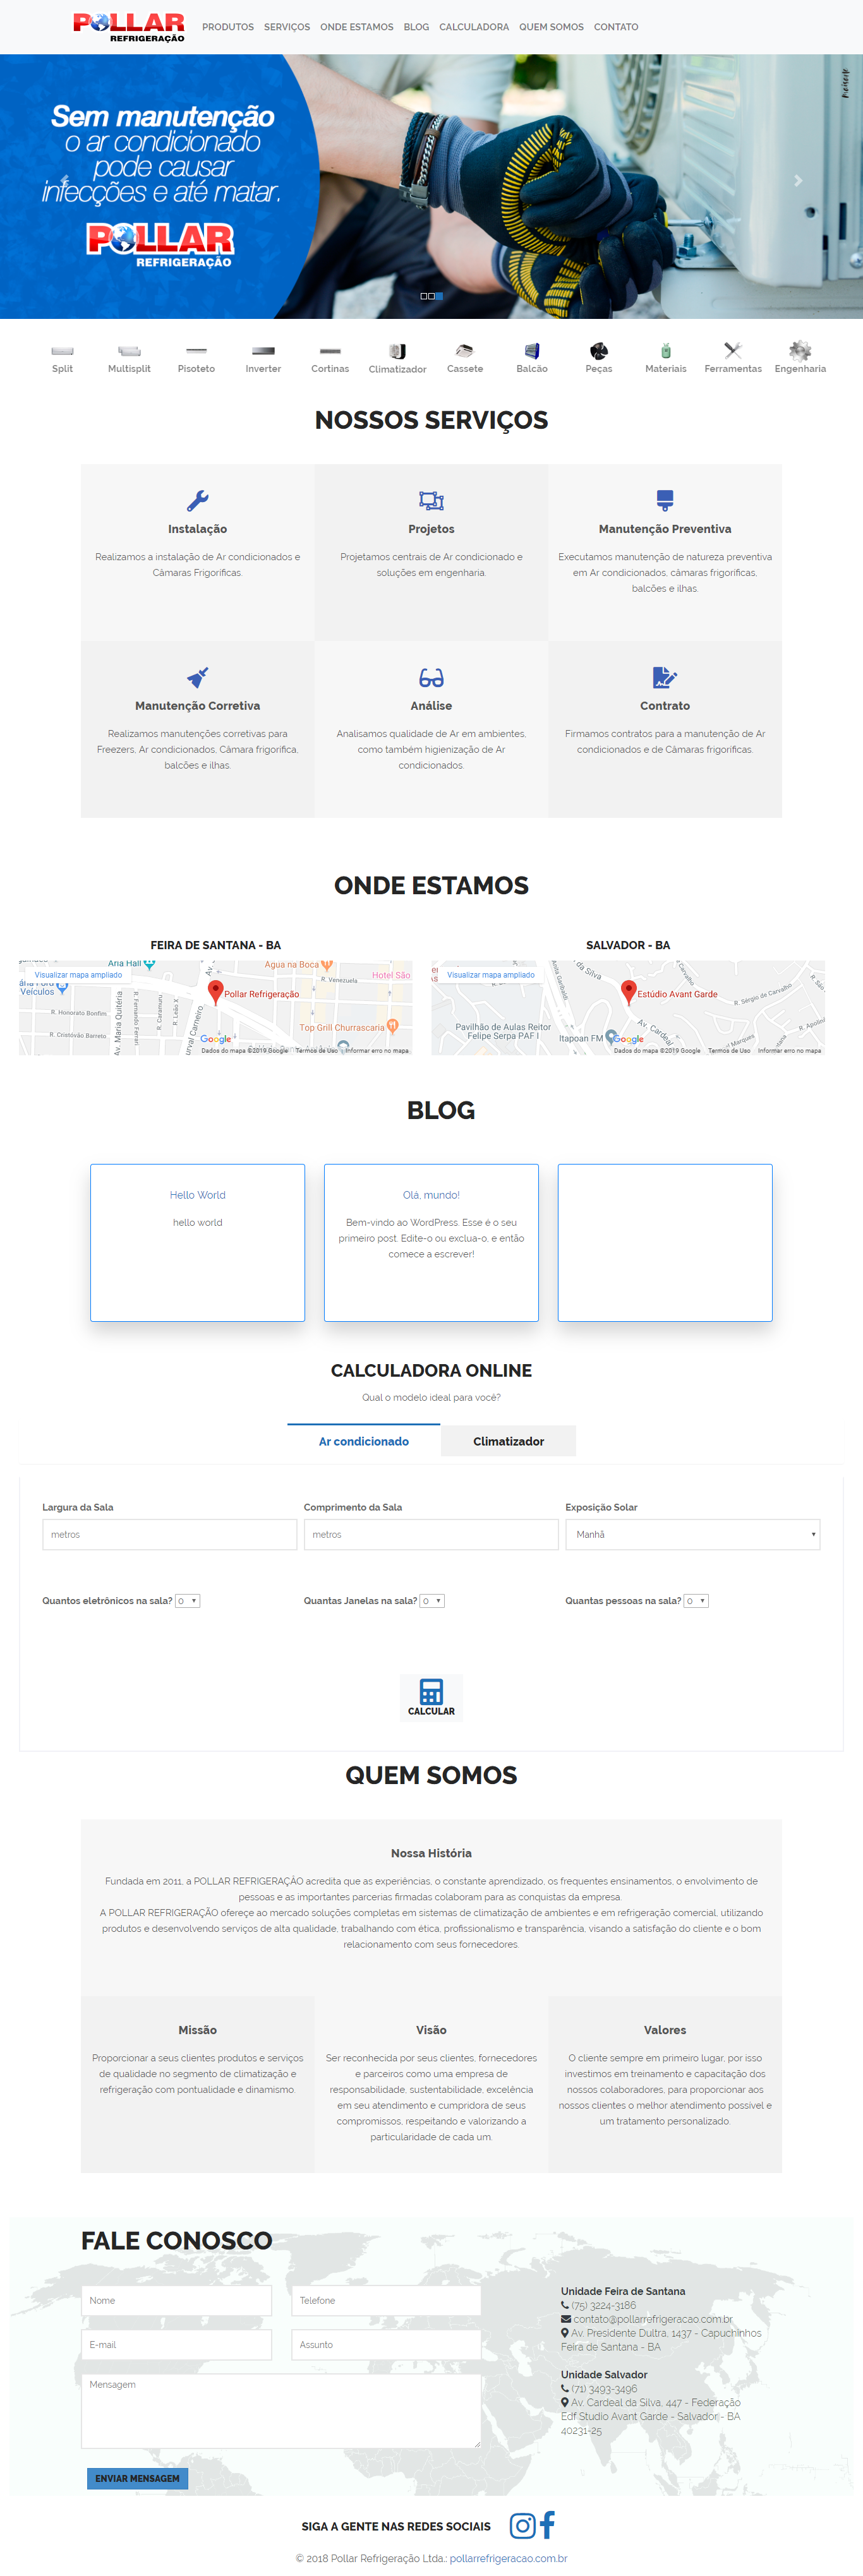 POLLAR
REFRIGERAÇÃO
PRODUTOS SERVIÇOS ONDE ESTAMOS BLOG CALCULADORA QUEM SOMOS CONTATO
Sem manutenção
o ar condicionado
pode causar
infecções e até matar.
POLLAR
REFRIGERAÇÃO
Split Multisplit Pisoteto Inverter Cortinas Climatizador Cassete Balcão Peças Materiais Ferramentas Engenharia
NOSSOS SERVIÇOS
Instalação
Realizamos a instalação de Ar condicionados e
Câmaras Frigoríficas.
Projetos
Projetamos centrais de Ar condicionado e
soluções em engenharia.
Manutenção Preventiva
Executamos manutenção de natureza preventiva
em Ar condicionados, câmaras frigoríficas,
balcões e ilhas.
Manutenção Corretiva
Realizamos manutenções corretivas para
Freezers, Ar condicionados, Câmara frigorífica,
balcões e ilhas.
Análise
Analisamos qualidade de Ar em ambientes,
como também higienização de Ar
condicionados.
Contrato
Firmamos contratos para a manutenção de Ar
condicionados e de Câmaras frigoríficas.
ONDE ESTAMOS
FEIRA DE SANTANA - BA
Visualizar mapa ampliado
Aria Hall
Água na Boca
R. Venezuela
Hotel São
Veículos
Pollar Refrigeração
R. Honorato Bonfim
R. Cristóvão Barreto
Av. Maria Quitéria
R. Fernando Ferrari
R. Tucanumã
R. Leão X
Top Grill Churrascaria
Google
Dados do mapa ©2019 Google Termos de Uso Informar erro no mapa
SALVADOR - BA
Visualizar mapa ampliado
da Silva
Estúdio Avant Garde
R. Sérgio de Carvalho
Pavilhão de Aulas Reitor
Felipe Serpa PAF I
Itapoan FM
Av. Cardeal
Google
Dados do mapa ©2019 Google Termos de Uso Informar erro no mapa
BLOG
Hello World
hello world
Olá, mundo!
Bem-vindo ao WordPress. Esse é o seu
primeiro post. Edite-o ou exclua-o, e então
comece a escrever!
CALCULADORA ONLINE
Qual o modelo ideal para você?
Ar condicionado Climatizador
Largura da Sala
metros
Comprimento da Sala
metros
Exposição Solar
Manhã
Quantos eletrônicos na sala? 0
Quantas Janelas na sala? 0
Quantas pessoas na sala? 0
CALCULAR
QUEM SOMOS
Nossa História
Fundada em 2011, a POLLAR REFRIGERAÇÃO acredita que as experiências, o constante aprendizado, os frequentes ensinamentos, o envolvimento de
pessoas e as importantes parcerias firmadas colaboram para as conquistas da empresa.
A POLLAR REFRIGERAÇÃO ofereço ao mercado soluções completas em sistemas de climatização de ambientes e em refrigeração comercial, utilizando
produtos e desenvolvendo serviços de alta qualidade, trabalhando com ética, profissionalismo e transparência, visando a satisfação do cliente e o bom
relacionamento com seus fornecedores.
Missão
Proporcionar a seus clientes produtos e serviços
de qualidade no segmento de climatização e
refrigeração com pontualidade e dinamismo.
Visão
Ser reconhecida por seus clientes, fornecedores
e parceiros como uma empresa de
responsabilidade, sustentabilidade, excelência
em seu atendimento e cumpridora de seus
compromissos, respeitando e valorizando a
particularidade de cada um.
Valores
O cliente sempre em primeiro lugar, por isso
investimos em treinamento e capacitação dos
nossos colaboradores, para proporcionar aos
nossos clientes o melhor atendimento possível e
um tratamento personalizado.
FALE CONOSCO
Nome
Telefone
E-mail
Assunto
Mensagem
ENVIAR MENSAGEM
Unidade Feira de Santana
(75) 3224-3186
contato@pollarrefrigeracao.com.br
Av. Presidente Dultra, 1437 - Capuchinhos
Feira de Santana - BA
Unidade Salvador
(71) 3493-3496
Av. Cardeal da Silva, 447 - Federação
Edf Studio Avant Garde - Salvador - BA
40231-25
SIGA A GENTE NAS REDES SOCIAIS
© 2018 Pollar Refrigeração Ltda.: pollarrefrigeracao.com.br